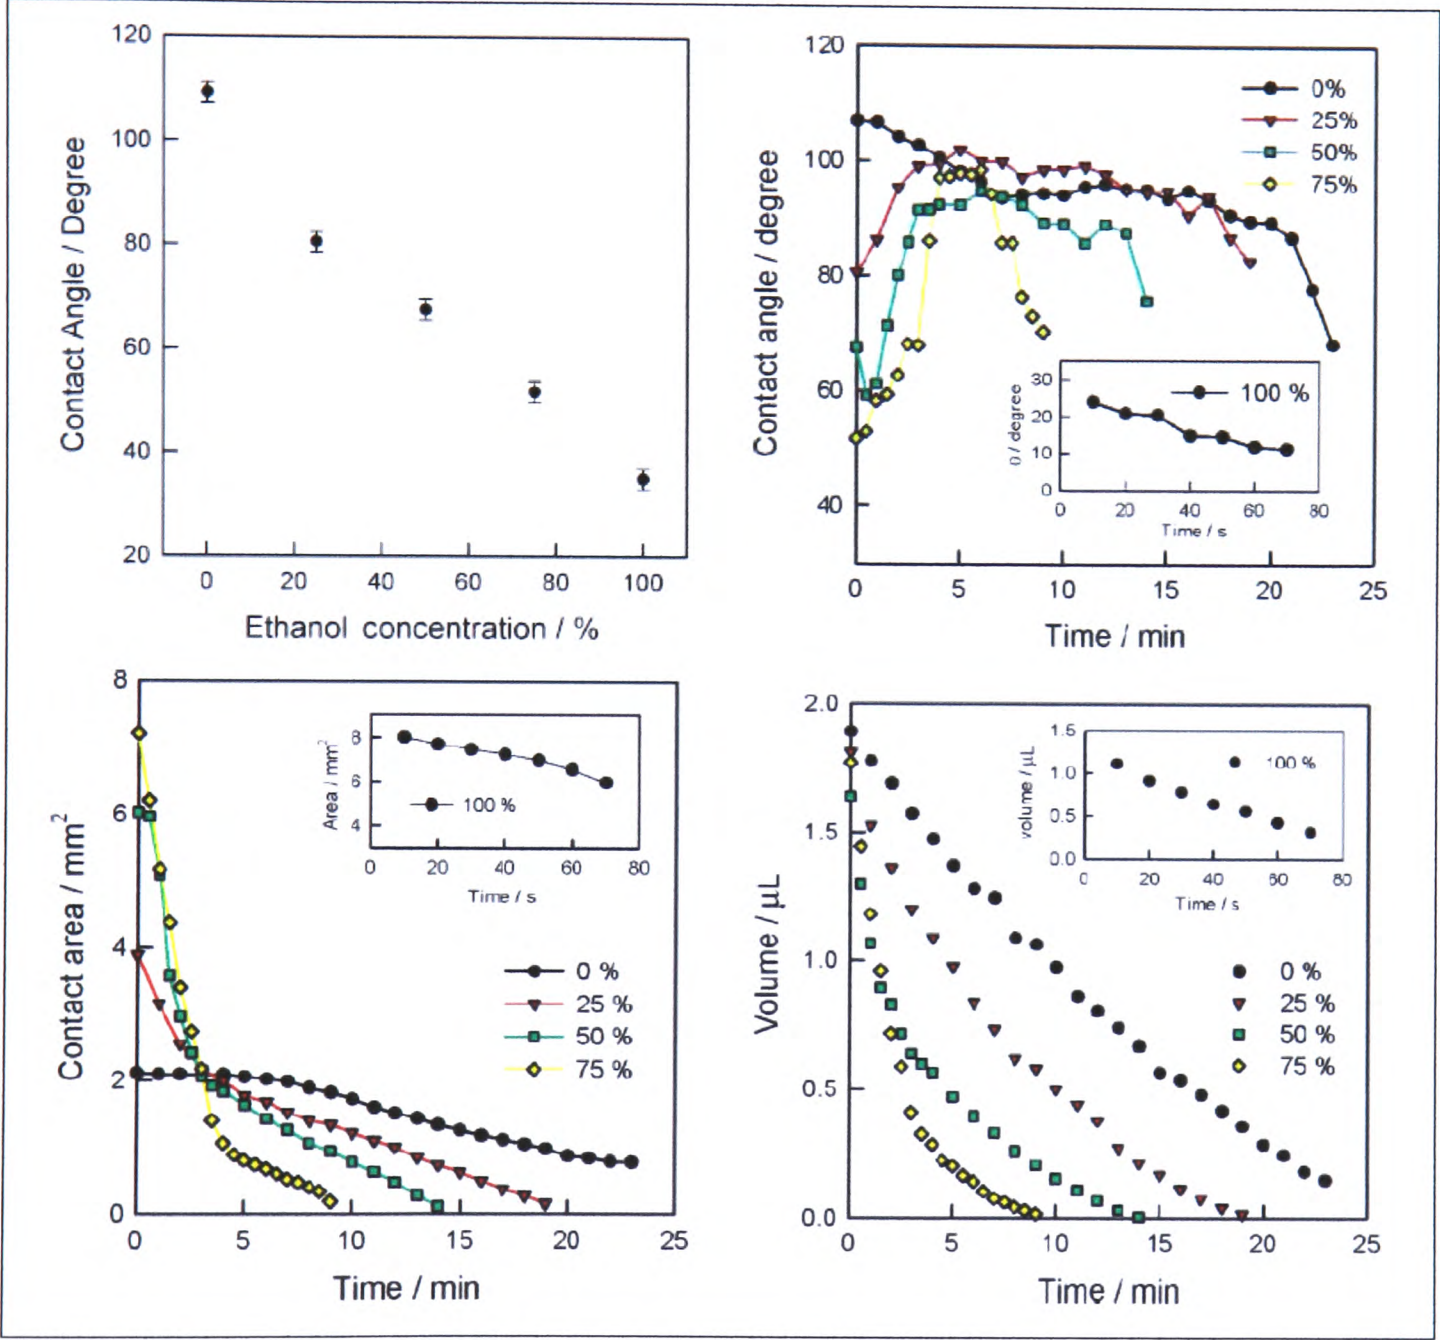 120
100
80
60
40
20
Contact Angle / Degree
0 20 40 60 80 100
Ethanol concentration / %
120
100
80
60
40
Contact angle / degree
0%
25%
50%
75%
30
20
10
0
θ / degree
100 %
0 20 40 60 80
Time / s
0 5 10 15 20 25
Time / min
8
6
4
2
0
Contact area / mm²
8
6
4
Area / mm²
100 %
0 20 40 60 80
Time / s
0 %
25 %
50 %
75 %
0 5 10 15 20 25
Time / min
2.0
1.5
1.0
0.5
0.0
Volume / µL
1.5
1.0
0.5
0.0
volume / µL
100 %
0 20 40 60 80
Time / s
0 %
25 %
50 %
75 %
0 5 10 15 20 25
Time / min